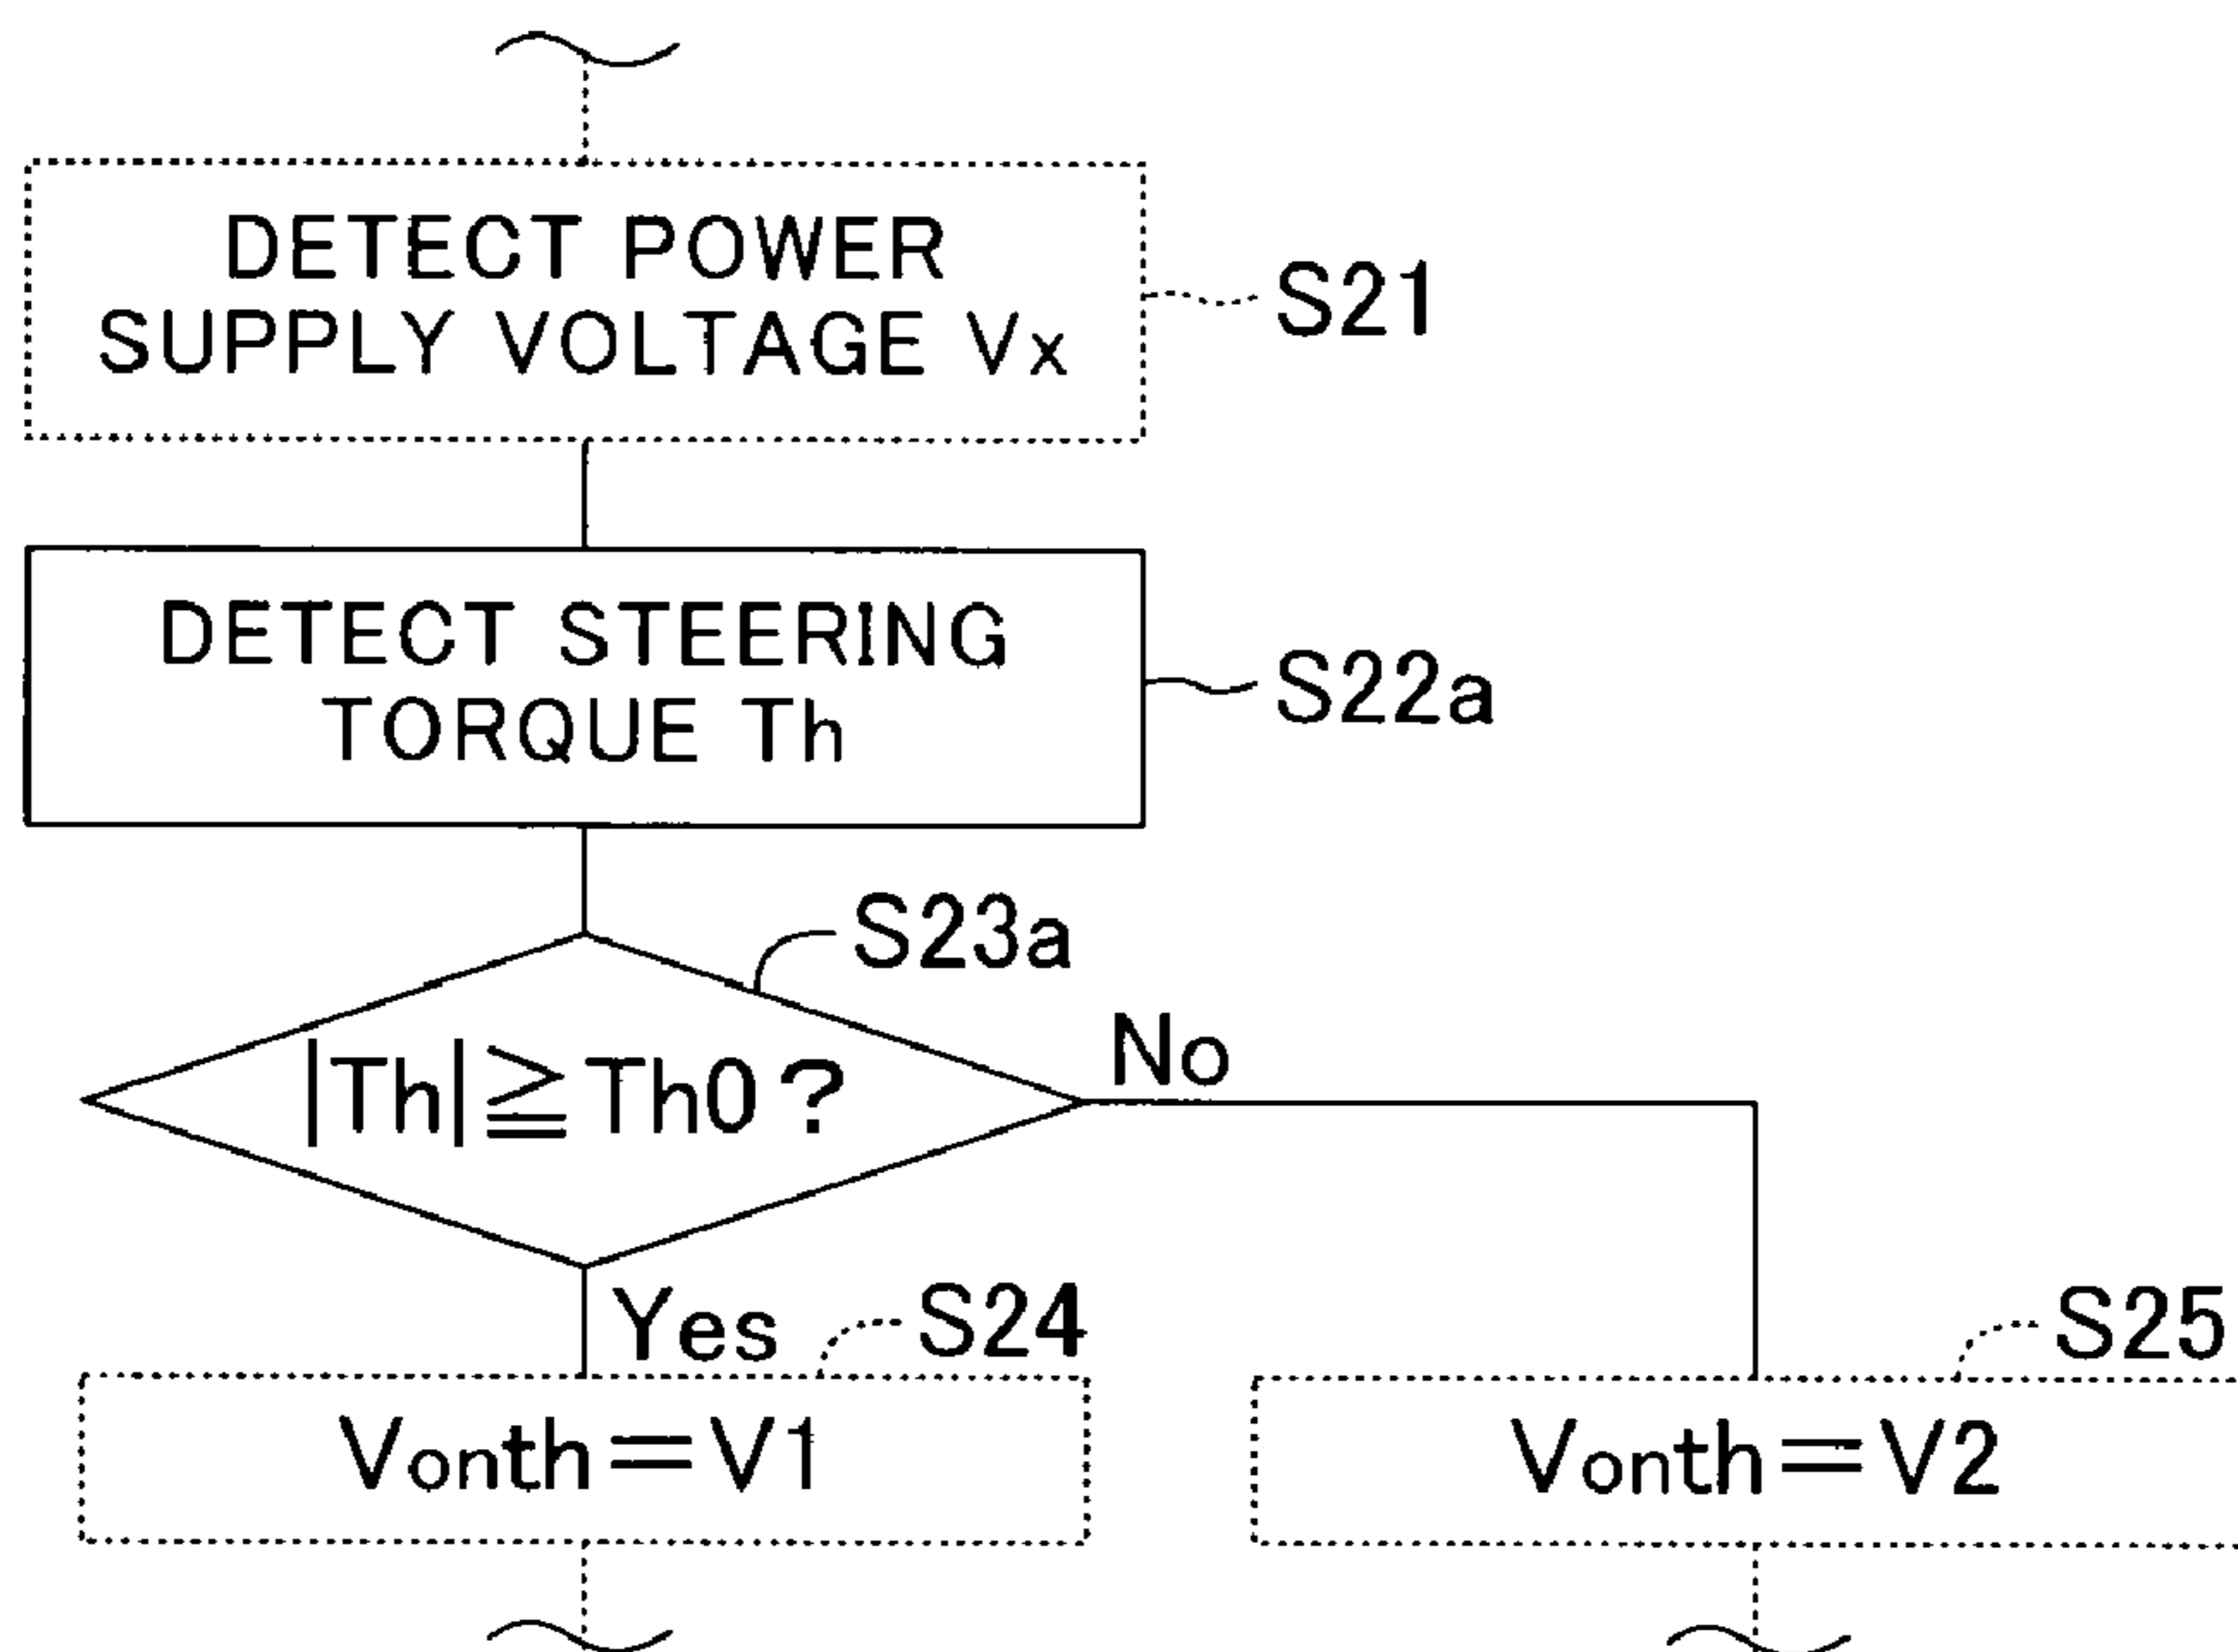 DETECT POWER
SUPPLY VOLTAGE Vx
S21
DETECT STEERING
TORQUE Th
S22a
S23a
|Th|≧Th0?
No
Yes
S24
S25
Vonth=V1
Vonth=V2